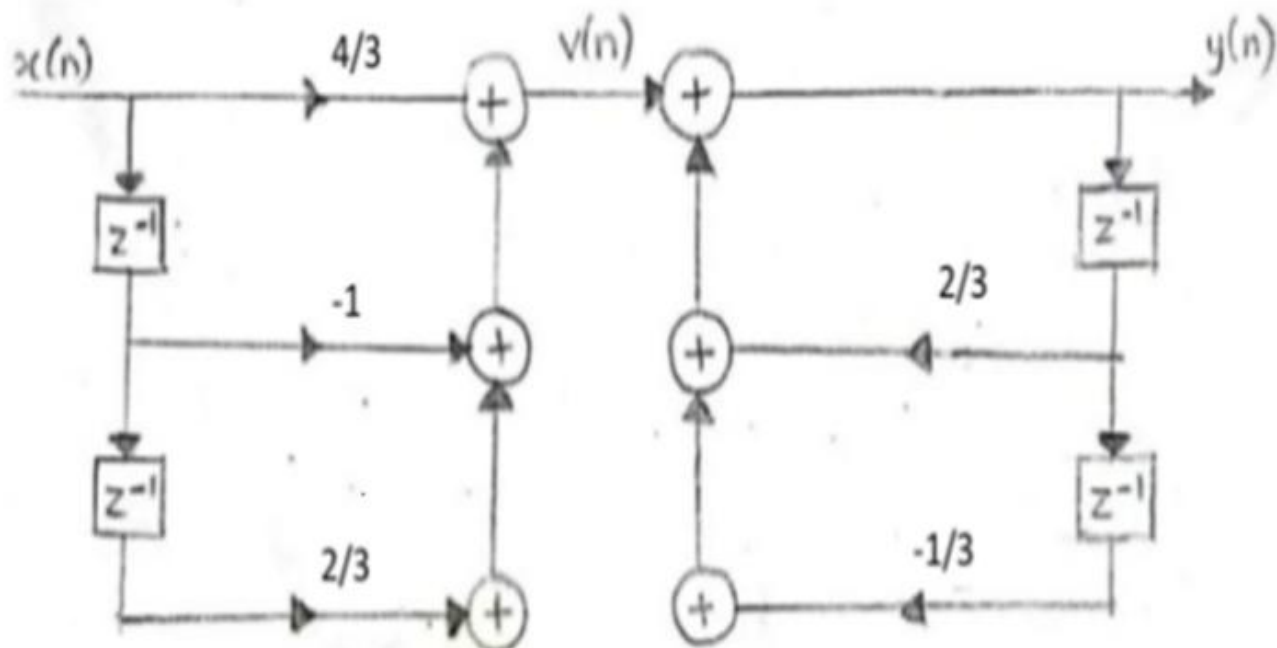 x(n) 4/3 + v(n) + y(n)
z⁻¹ z⁻¹
-1 + + 2/3
z⁻¹ z⁻¹
2/3 + + -1/3